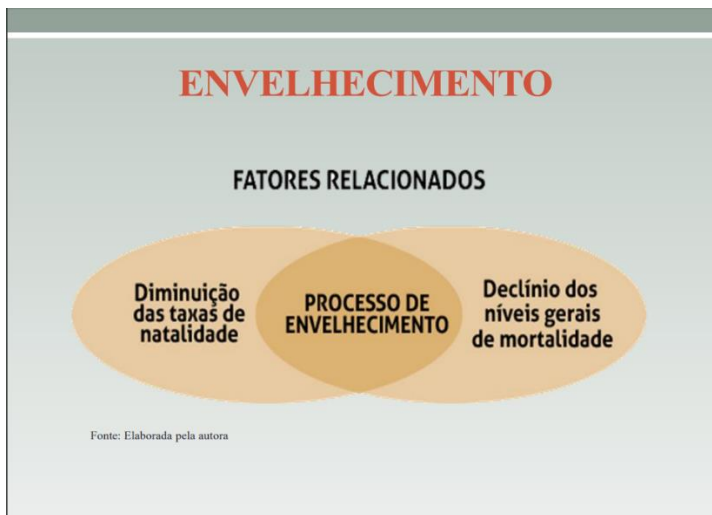 ENVELHECIMENTO
FATORES RELACIONADOS
Diminuição
das taxas de
natalidade
PROCESSO DE
ENVELHECIMENTO
Declínio dos
níveis gerais
de mortalidade
Fonte: Elaborada pela autora